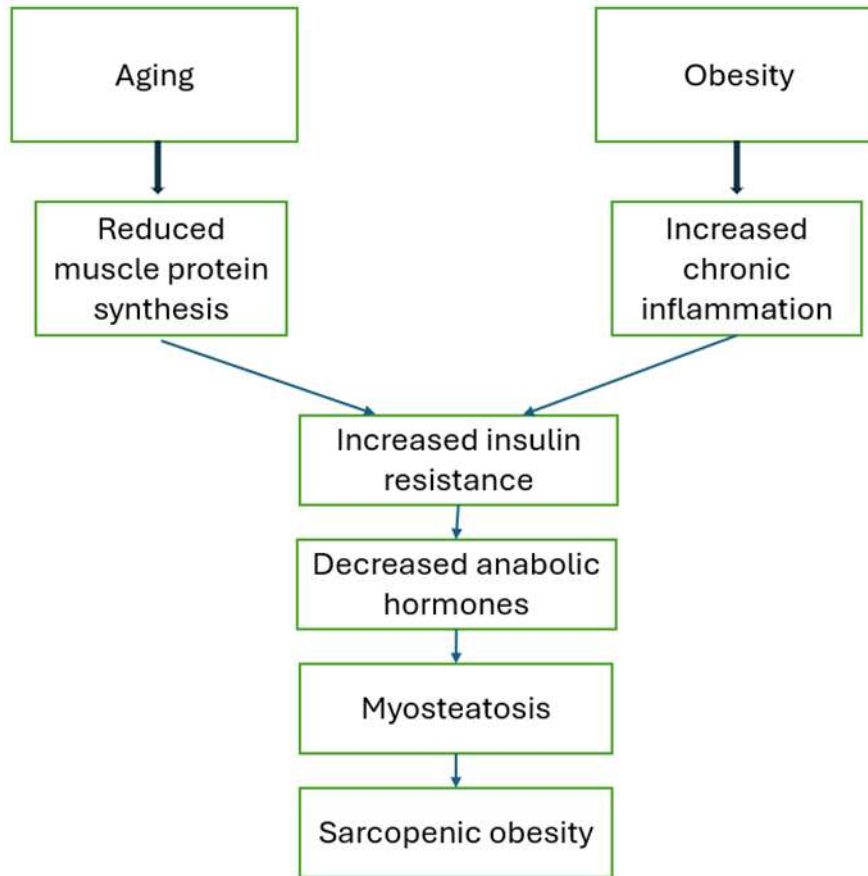 Aging
Obesity
Reduced
muscle protein
synthesis
Increased
chronic
inflammation
Increased insulin
resistance
Decreased anabolic
hormones
Myosteatosis
Sarcopenic obesity